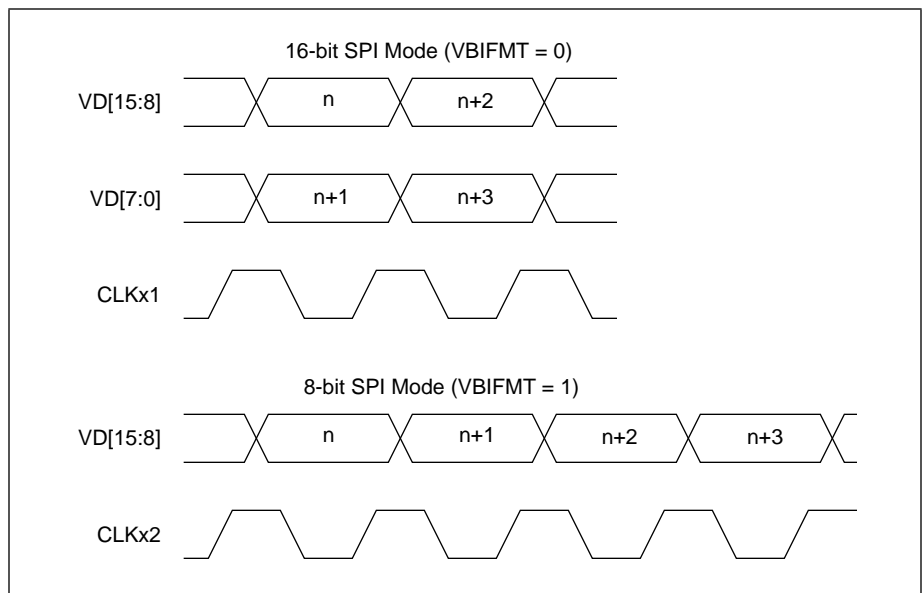 16-bit SPI Mode (VBIFMT = 0)
VD[15:8] n n+2
VD[7:0] n+1 n+3
CLKx1
8-bit SPI Mode (VBIFMT = 1)
VD[15:8] n n+1 n+2 n+3
CLKx2